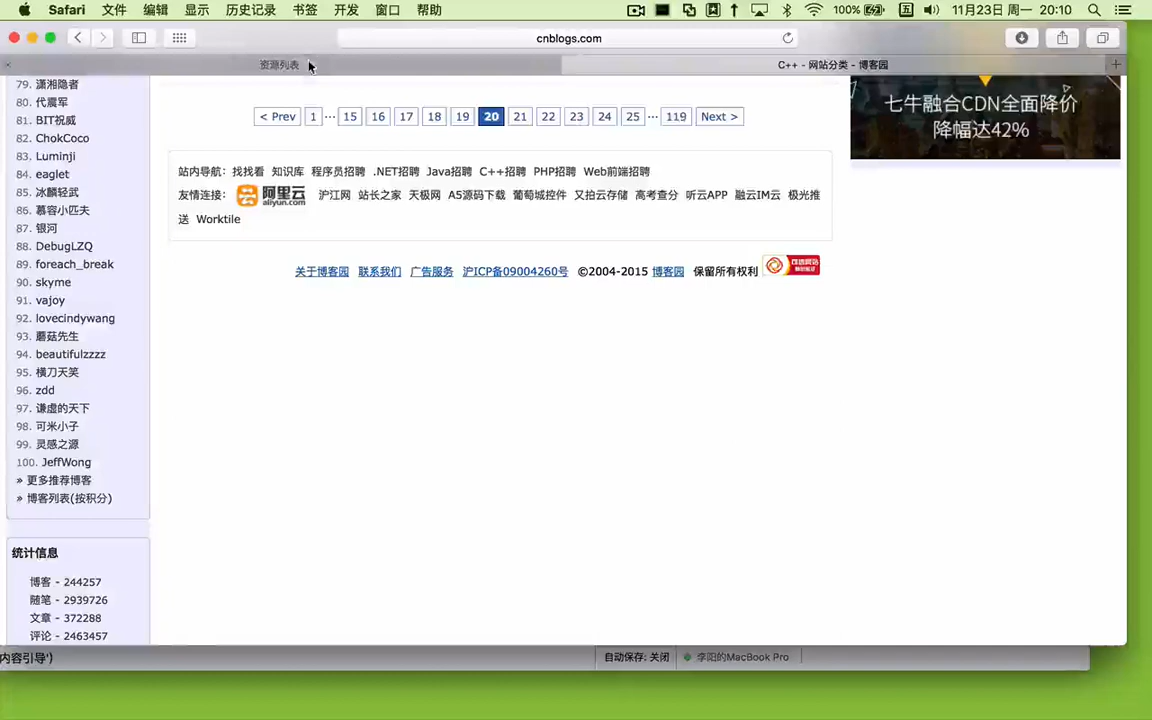 Safari 文件 编辑 显示 历史记录 书签 开发 窗口 帮助 100% 五 11月23日 周一 20:10
cnblogs.com
资源列表 C++ - 网站分类 - 博客园
79. 潇湘隐者
80. 代震军
81. BIT祝威
82. ChokCoco
83. Luminji
84. eaglet
85. 冰麟轻武
86. 慕容小匹夫
87. 银河
88. DebugLZQ
89. foreach_break
90. skyme
91. vajoy
92. lovecindywang
93. 蘑菇先生
94. beautifulzzzz
95. 横刀天笑
96. zdd
97. 谦虚的天下
98. 可米小子
99. 灵感之源
100. JeffWong
» 更多推荐博客
» 博客列表(按积分)
统计信息
博客 - 244257
随笔 - 2939726
文章 - 372288
评论 - 2463457
< Prev 1 ··· 15 16 17 18 19 20 21 22 23 24 25 ··· 119 Next >
站内导航： 找找看 知识库 程序员招聘 .NET招聘 Java招聘 C++招聘 PHP招聘 Web前端招聘
友情连接： 阿里云 aliyun.com 沪江网 站长之家 天极网 A5源码下载 葡萄城控件 又拍云存储 高考查分 听云APP 融云IM云 极光推
送 Worktile
关于博客园 联系我们 广告服务 沪ICP备09004260号 ©2004-2015 博客园 保留所有权利
七牛融合CDN全面降价
降幅达42%
内容引导') 自动保存: 关闭 李阳的MacBook Pro